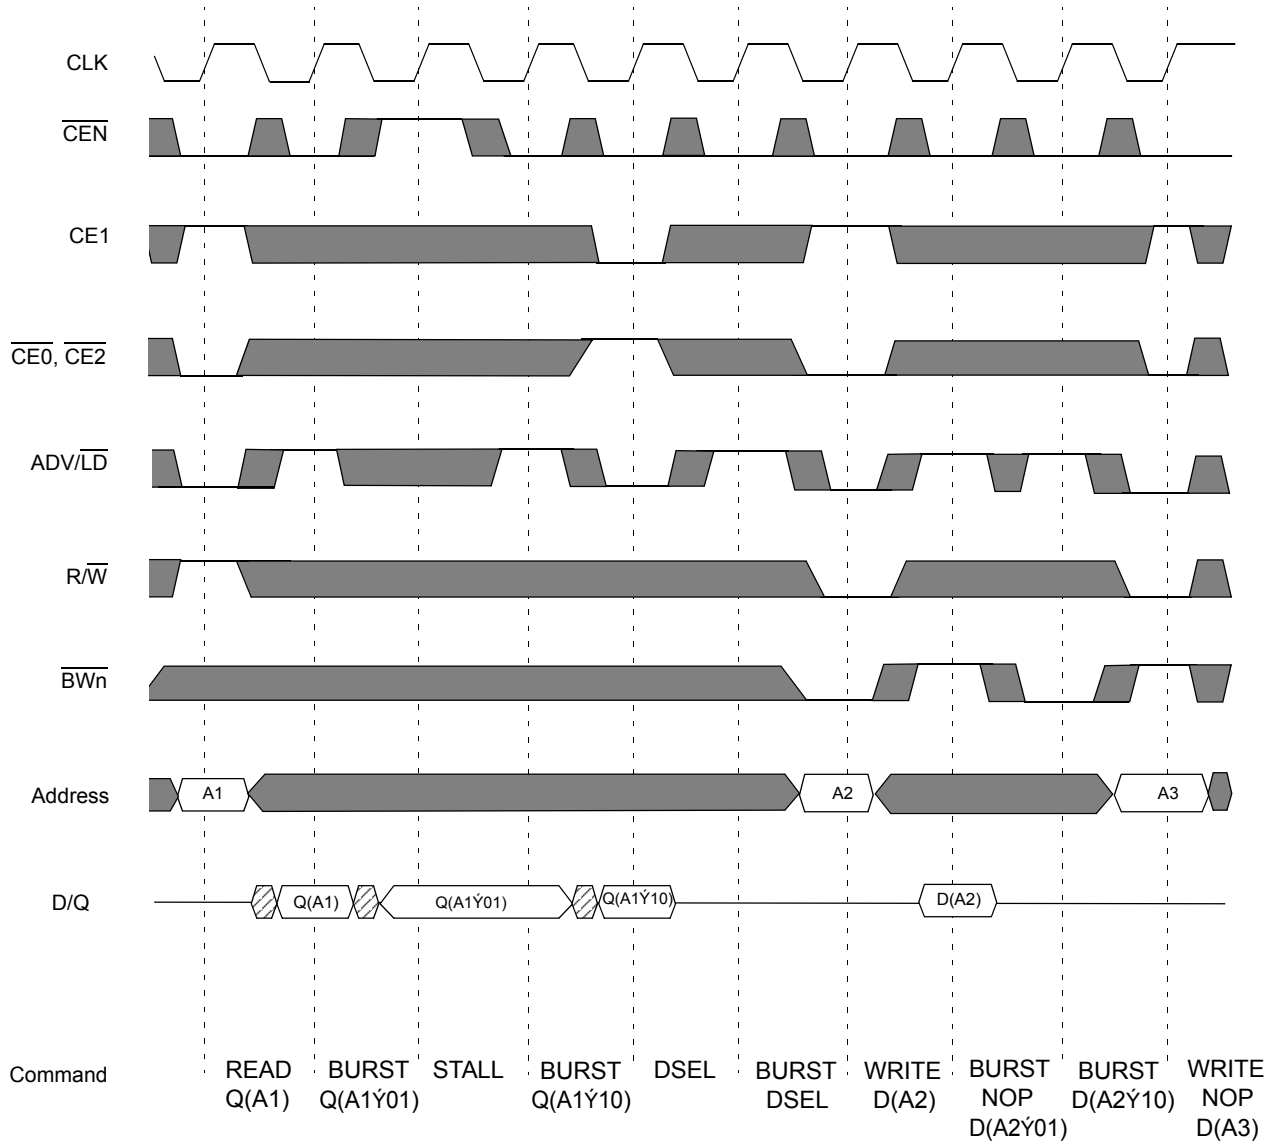 CLK
CEN
CE1
CE0, CE2
ADV/LD
R/W
BWn
Address A1 A2 A3
D/Q Q(A1) Q(A1Ý01) Q(A1Ý10) D(A2)
Command
READ
Q(A1)
BURST
Q(A1Ý01)
STALL
BURST
Q(A1Ý10)
DSEL
BURST
DSEL
WRITE
D(A2)
BURST
NOP
D(A2Ý01)
BURST
D(A2Ý10)
WRITE
NOP
D(A3)